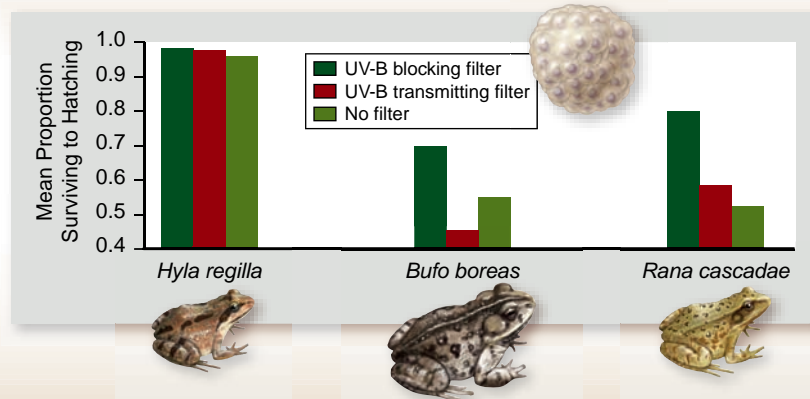 Mean Proportion
Surviving to Hatching
1.0
0.9
0.8
0.7
0.6
0.5
0.4
UV-B blocking filter
UV-B transmitting filter
No filter
Hyla regilla
Bufo boreas
Rana cascadae